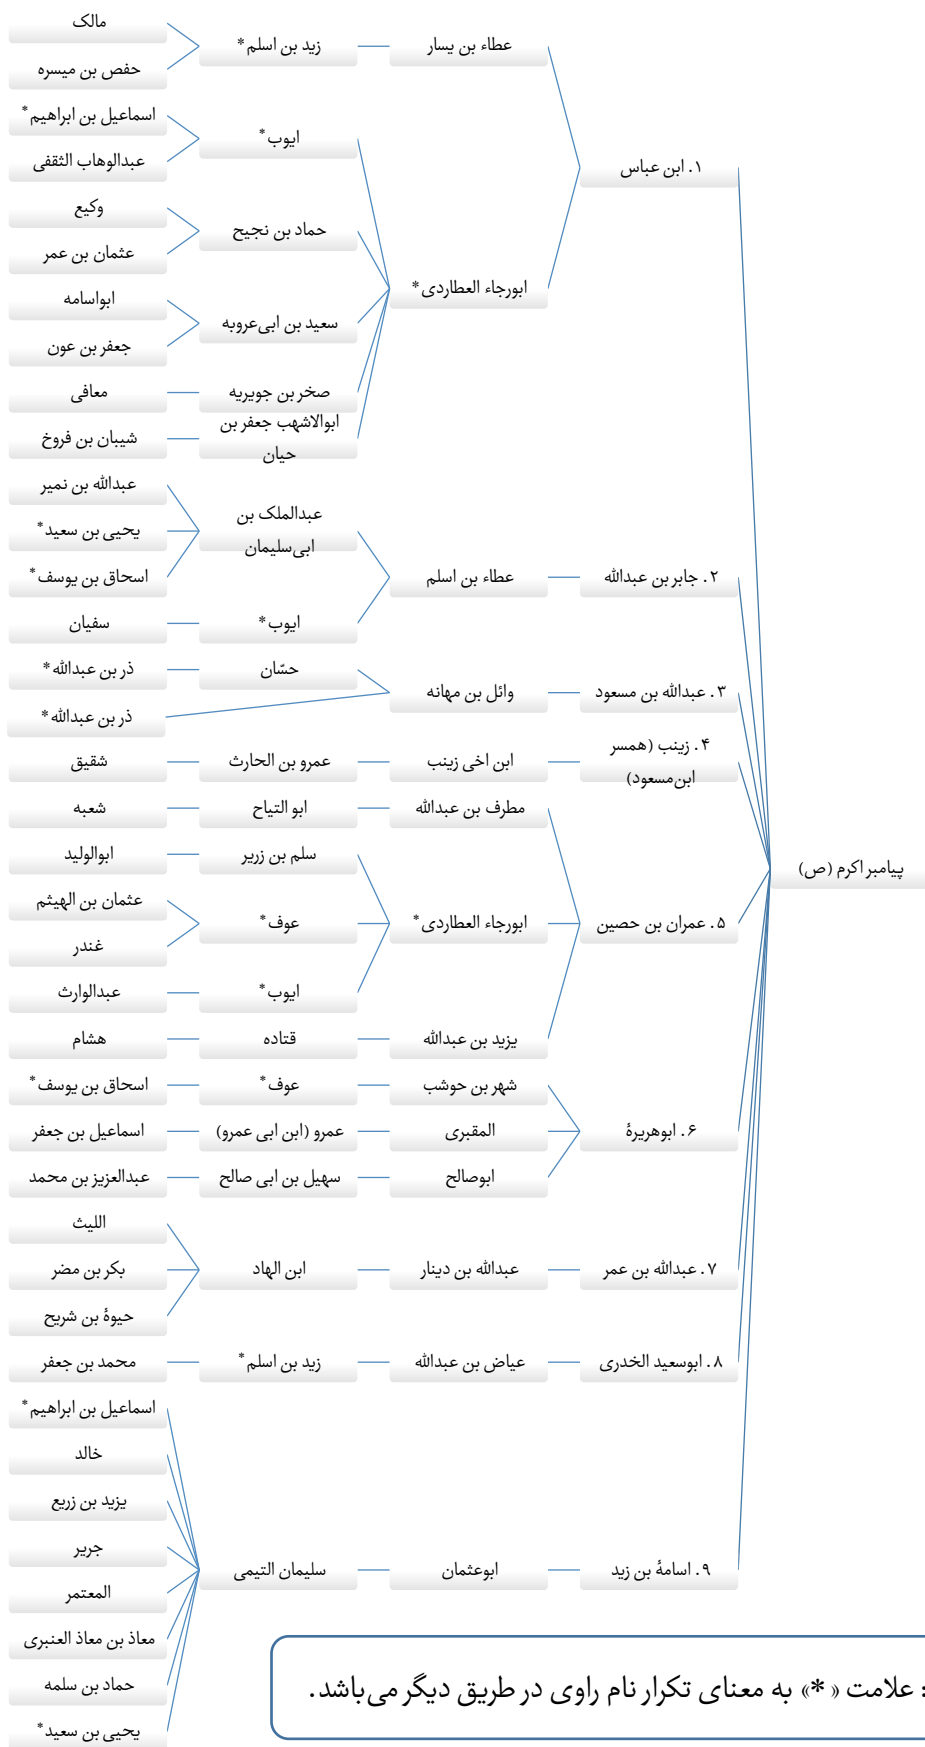 پیامبر اکرم (ص)
۱. ابن عباس
عطاء بن یسار
زید بن اسلم*
مالک
حفص بن میسره
ابورجاء العطاردی*
ایوب*
اسماعیل بن ابراهیم*
عبدالوهاب الثقفی
حماد بن نجیح
وکیع
عثمان بن عمر
سعید بن ابی‌عروبه
ابواسامه
جعفر بن عون
صخر بن جویریه
معافی
ابوالاشهب جعفر بن
حیان
شیبان بن فروخ
۲. جابر بن عبدالله
عطاء بن اسلم
عبدالملک بن
ابی‌سلیمان
عبدالله بن نمیر
یحیی بن سعید*
اسحاق بن یوسف*
ایوب*
سفیان
۳. عبدالله بن مسعود
وائل بن مهانه
حسّان
ذر بن عبدالله*
ذر بن عبدالله*
۴. زینب (همسر
ابن‌مسعود)
ابن اخی زینب
عمرو بن الحارث
شقیق
۵. عمران بن حصین
مطرف بن عبدالله
ابو التیاح
شعبه
ابورجاء العطاردی*
سلم بن زریر
ابوالولید
عوف*
عثمان بن الهیثم
غندر
ایوب*
عبدالوارث
یزید بن عبدالله
قتاده
هشام
۶. ابوهریرهٔ
شهر بن حوشب
عوف*
اسحاق بن یوسف*
المقبری
عمرو (ابن ابی عمرو)
اسماعیل بن جعفر
ابوصالح
سهیل بن ابی صالح
عبدالعزیز بن محمد
۷. عبدالله بن عمر
عبدالله بن دینار
ابن الهاد
اللیث
بکر بن مضر
حیوهٔ بن شریح
۸. ابوسعید الخدری
عیاض بن عبدالله
زید بن اسلم*
محمد بن جعفر
۹. اسامهٔ بن زید
ابوعثمان
سلیمان التیمی
اسماعیل بن ابراهیم*
خالد
یزید بن زریع
جریر
المعتمر
معاذ بن معاذ العنبری
حماد بن سلمه
یحیی بن سعید*
: علامت «*» به معنای تکرار نام راوی در طریق دیگر می‌باشد.